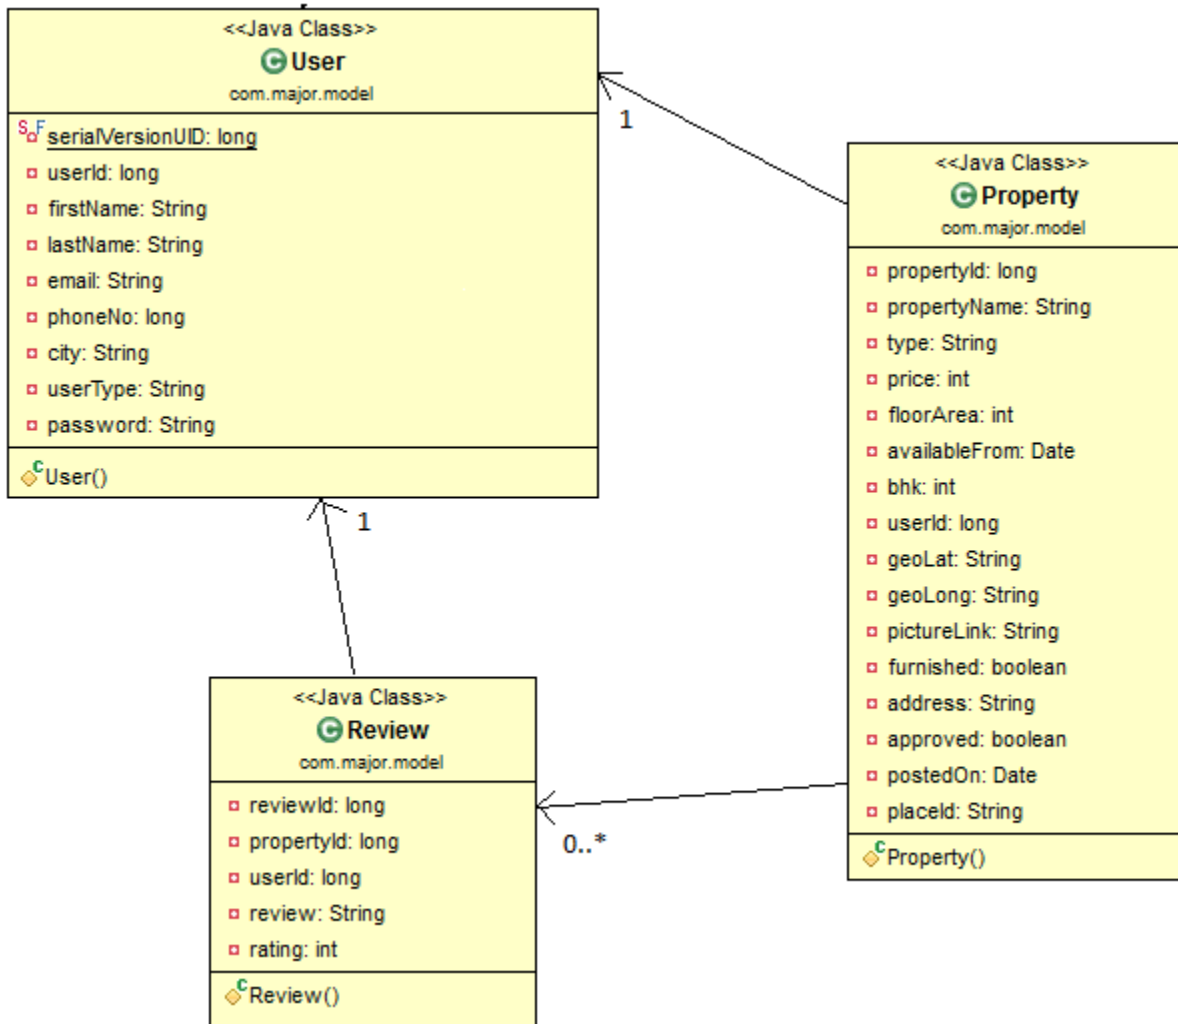 <<Java Class>>
C User
com.major.model
S F serialVersionUID: long
userId: long
firstName: String
lastName: String
email: String
phoneNo: long
city: String
userType: String
password: String
C User()
1
<<Java Class>>
C Property
com.major.model
propertyId: long
propertyName: String
type: String
price: int
floorArea: int
availableFrom: Date
bhk: int
userId: long
geoLat: String
geoLong: String
pictureLink: String
furnished: boolean
address: String
approved: boolean
postedOn: Date
placeId: String
C Property()
1
<<Java Class>>
C Review
com.major.model
reviewId: long
propertyId: long
userId: long
review: String
rating: int
C Review()
0..*